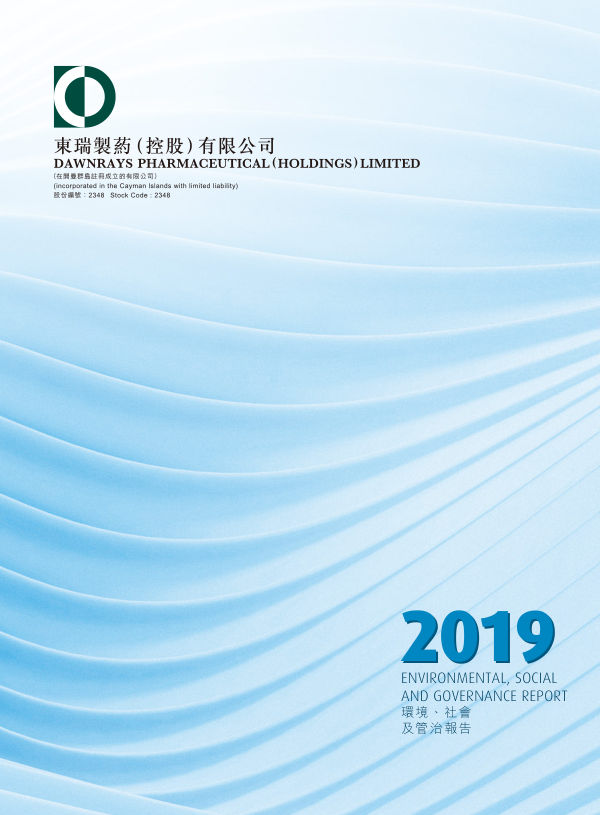 東瑞製葯（控股）有限公司
DAWNRAYS PHARMACEUTICAL (HOLDINGS) LIMITED
（在開曼群島註冊成立的有限公司）
(incorporated in the Cayman Islands with limited liability)
股份編號：2348 Stock Code : 2348
2019
ENVIRONMENTAL, SOCIAL
AND GOVERNANCE REPORT
環境、社會
及管治報告